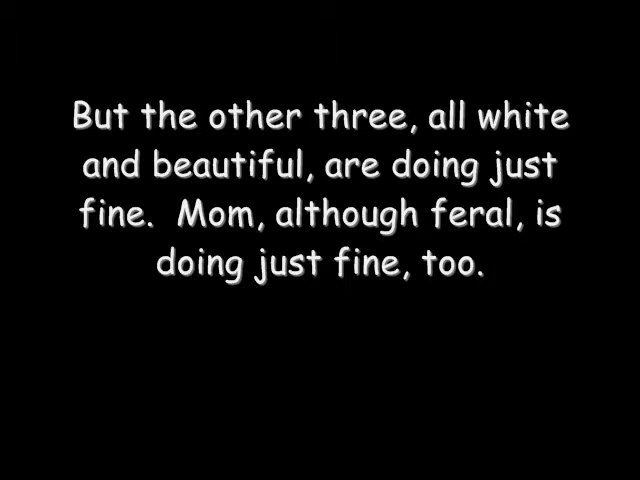 But the other three, all white
and beautiful, are doing just
fine.  Mom, although feral, is
doing just fine, too.